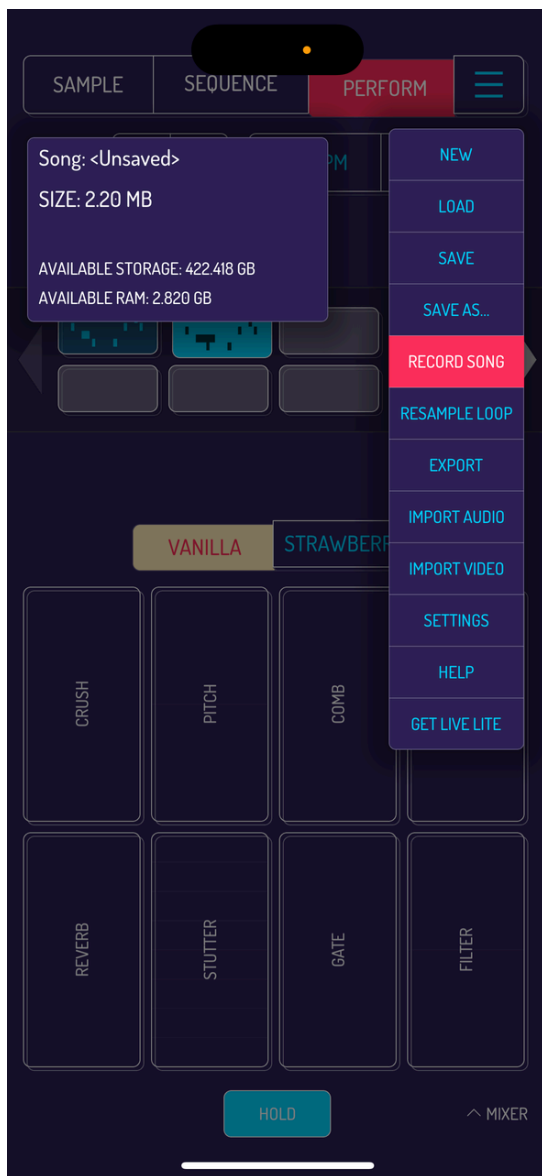 SAMPLE
SEQUENCE
PERFORM
Song: <Unsaved>
SIZE: 2.20 MB
AVAILABLE STORAGE: 422.418 GB
AVAILABLE RAM: 2.820 GB
PM
NEW
LOAD
SAVE
SAVE AS...
RECORD SONG
RESAMPLE LOOP
EXPORT
IMPORT AUDIO
IMPORT VIDEO
SETTINGS
HELP
GET LIVE LITE
VANILLA
STRAWBERR
CRUSH
PITCH
COMB
REVERB
STUTTER
GATE
FILTER
HOLD
MIXER